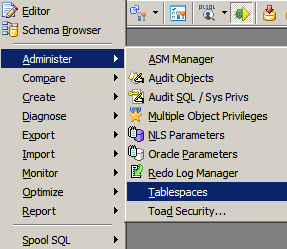 Editor
Schema Browser
PLSQL
Administer
Compare
Create
Diagnose
Export
Import
Monitor
Optimize
Report
Spool SQL
ASM Manager
Audit Objects
Audit SQL / Sys Privs
Multiple Object Privileges
NLS Parameters
Oracle Parameters
Redo Log Manager
Tablespaces
Toad Security...